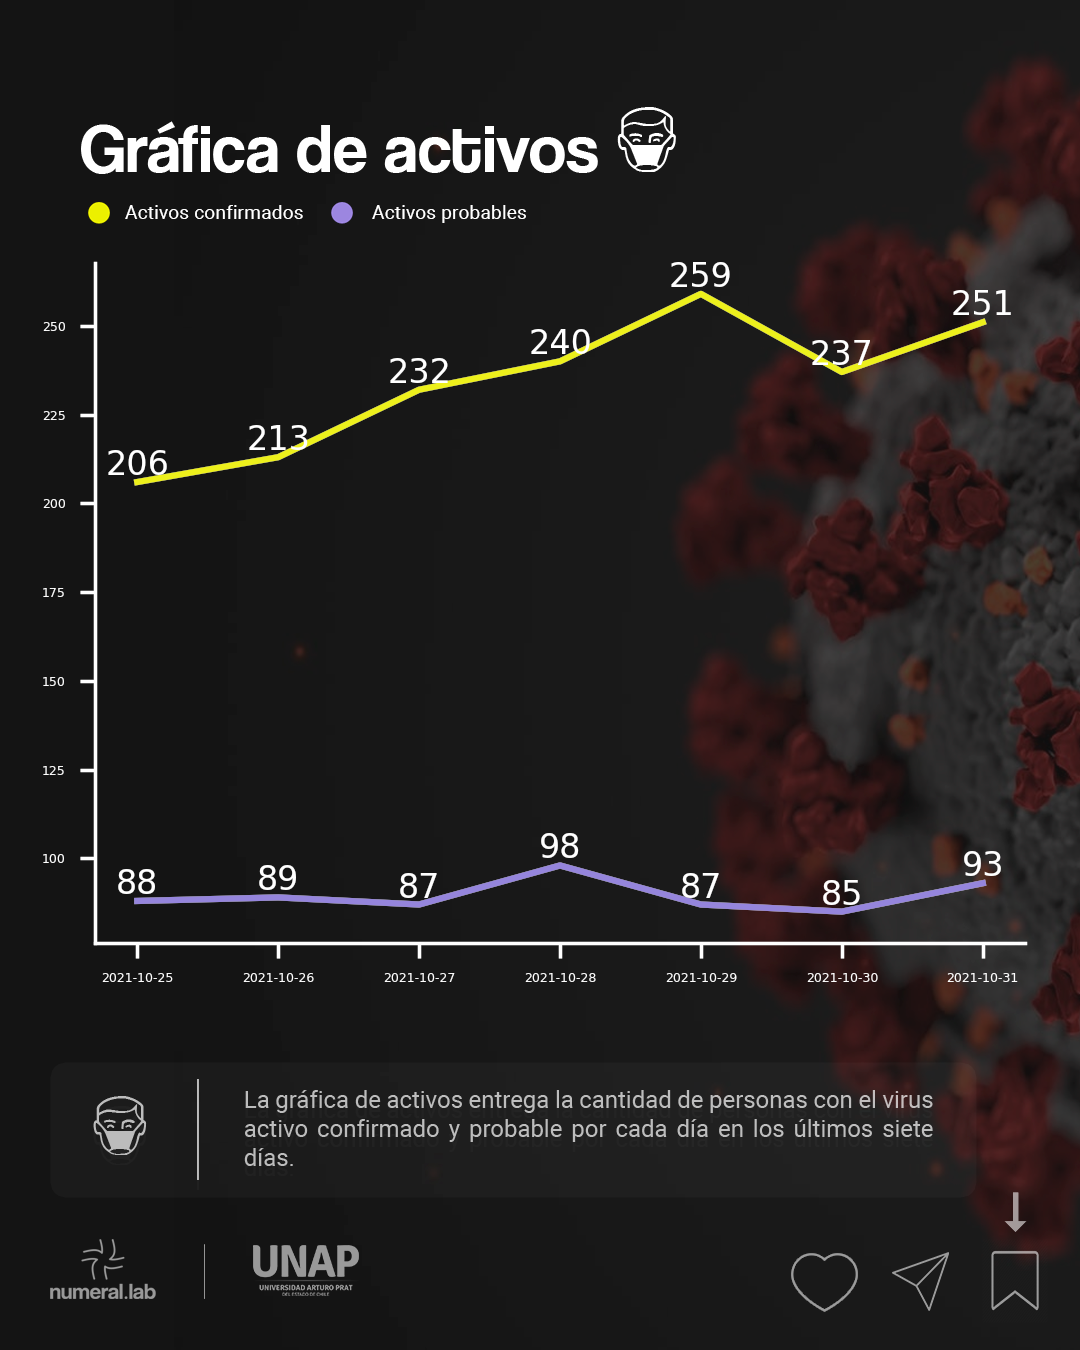 Gráfica de activos
Activos confirmados Activos probables
259
251
250
240
237
232
225
213
206
200
175
150
125
100
98
93
88 89 87 87 85
2021-10-25 2021-10-26 2021-10-27 2021-10-28 2021-10-29 2021-10-30 2021-10-31
La gráfica de activos entrega la cantidad de personas con el virus
activo confirmado y probable por cada día en los últimos siete
días.
numeral.lab
UNAP
UNIVERSIDAD ARTURO PRAT
DEL ESTADO DE CHILE